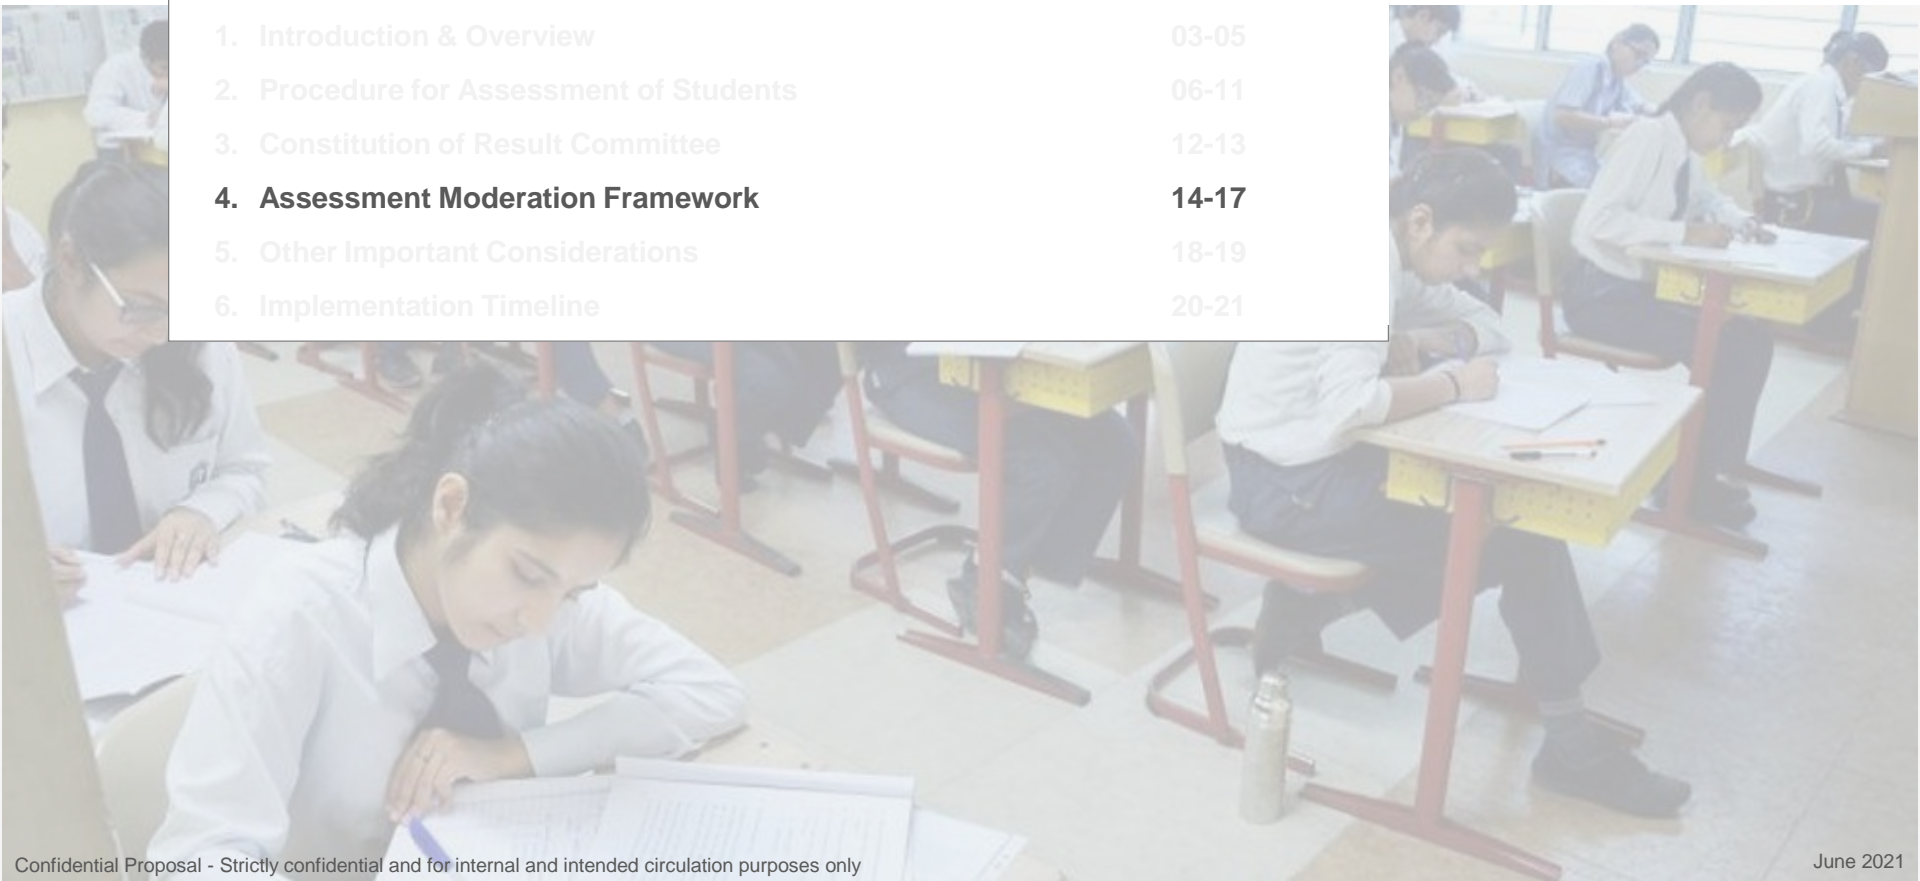 1. Introduction & Overview 03-05
2. Procedure for Assessment of Students 06-11
3. Constitution of Result Committee 12-13
4. Assessment Moderation Framework 14-17
5. Other Important Considerations 18-19
6. Implementation Timeline 20-21
Confidential Proposal - Strictly confidential and for internal and intended circulation purposes only
June 2021